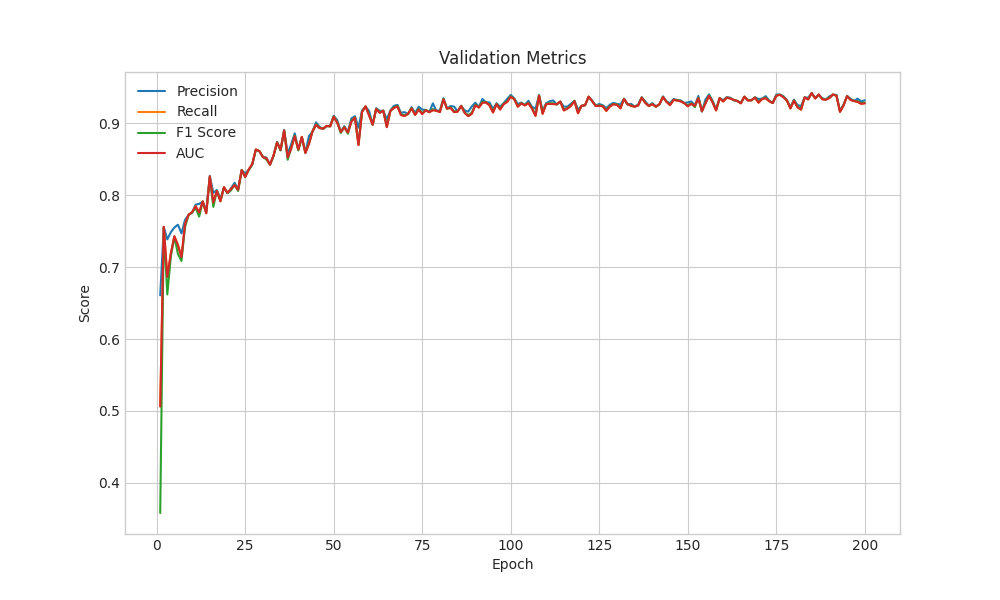 Validation Metrics
Precision
Recall
F1 Score
AUC
0.9
0.8
0.7
0.6
0.5
0.4
Score
0 25 50 75 100 125 150 175 200
Epoch